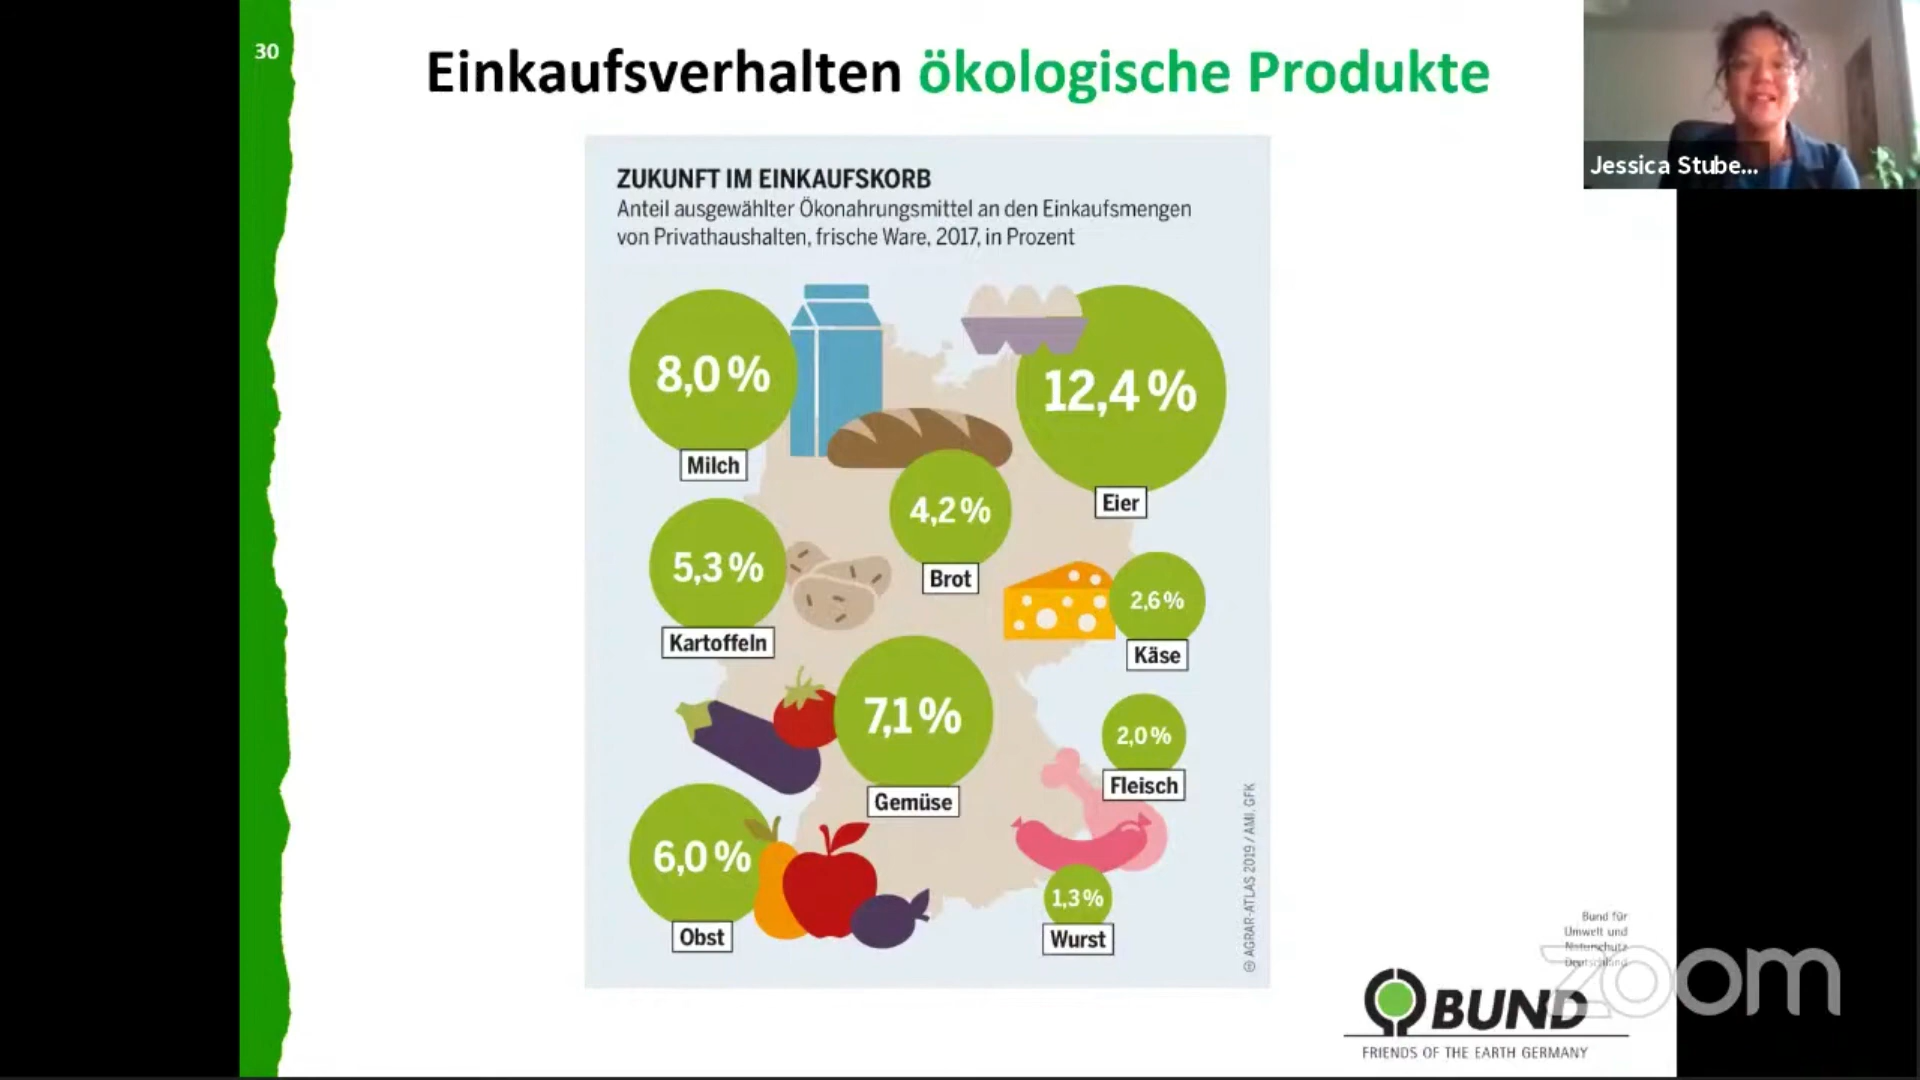 30
Einkaufsverhalten ökologische Produkte
Jessica Stube...
ZUKUNFT IM EINKAUFSKORB
Anteil ausgewählter Ökonahrungsmittel an den Einkaufsmengen
von Privathaushalten, frische Ware, 2017, in Prozent
8,0 %
Milch
12,4 %
Eier
4,2 %
Brot
5,3 %
Kartoffeln
2,6 %
Käse
7,1 %
Gemüse
2,0 %
Fleisch
6,0 %
Obst
1,3 %
Wurst
AGRAR-ATLAS 2019 / AMI, GFK
Bund für
Umwelt und
Naturschutz
Deutschland
zoom
BUND
FRIENDS OF THE EARTH GERMANY